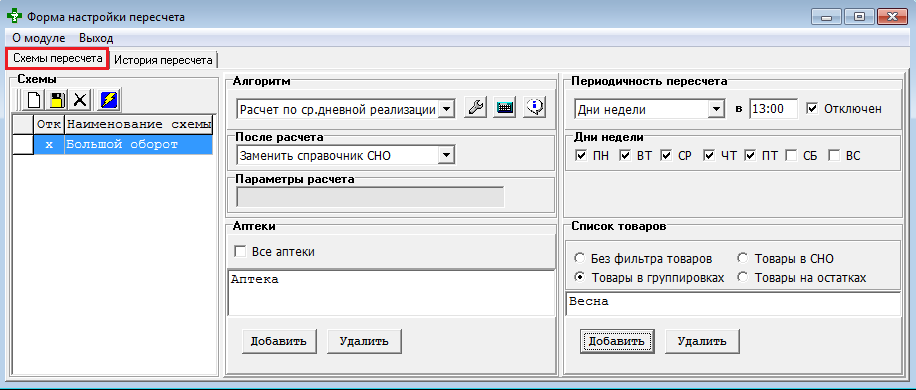 Форма настройки пересчета
О модуле Выход
Схемы пересчета История пересчета
Схемы
Отк Наименование схемы
x Большой оборот
Алгоритм
Расчет по ср.дневной реализации
После расчета
Заменить справочник СНО
Параметры расчета
Аптеки
Все аптеки
Аптека
Добавить Удалить
Периодичность пересчета
Дни недели в 13:00 Отключен
Дни недели
ПН ВТ СР ЧТ ПТ СБ ВС
Список товаров
Без фильтра товаров Товары в СНО
Товары в группировках Товары на остатках
Весна
Добавить Удалить